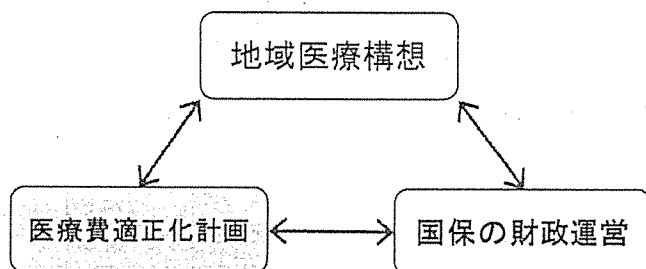 地域医療構想
医療費適正化計画
国保の財政運営